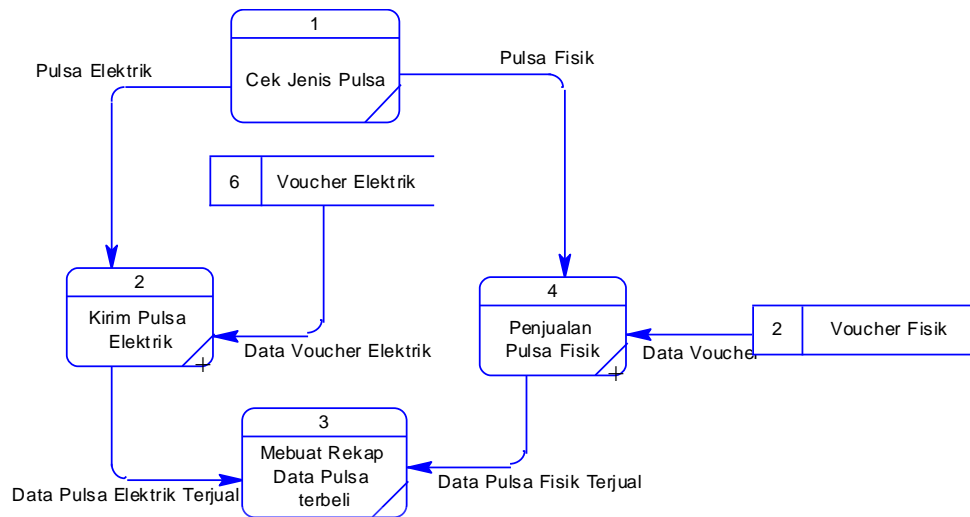 1
Cek Jenis Pulsa
Pulsa Elektrik
Pulsa Fisik
6 Voucher Elektrik
2
Kirim Pulsa
Elektrik
4
Penjualan
Pulsa Fisik
2 Voucher Fisik
Data Voucher Elektrik
Data Voucher
3
Mebuat Rekap
Data Pulsa
terbeli
Data Pulsa Elektrik Terjual
Data Pulsa Fisik Terjual